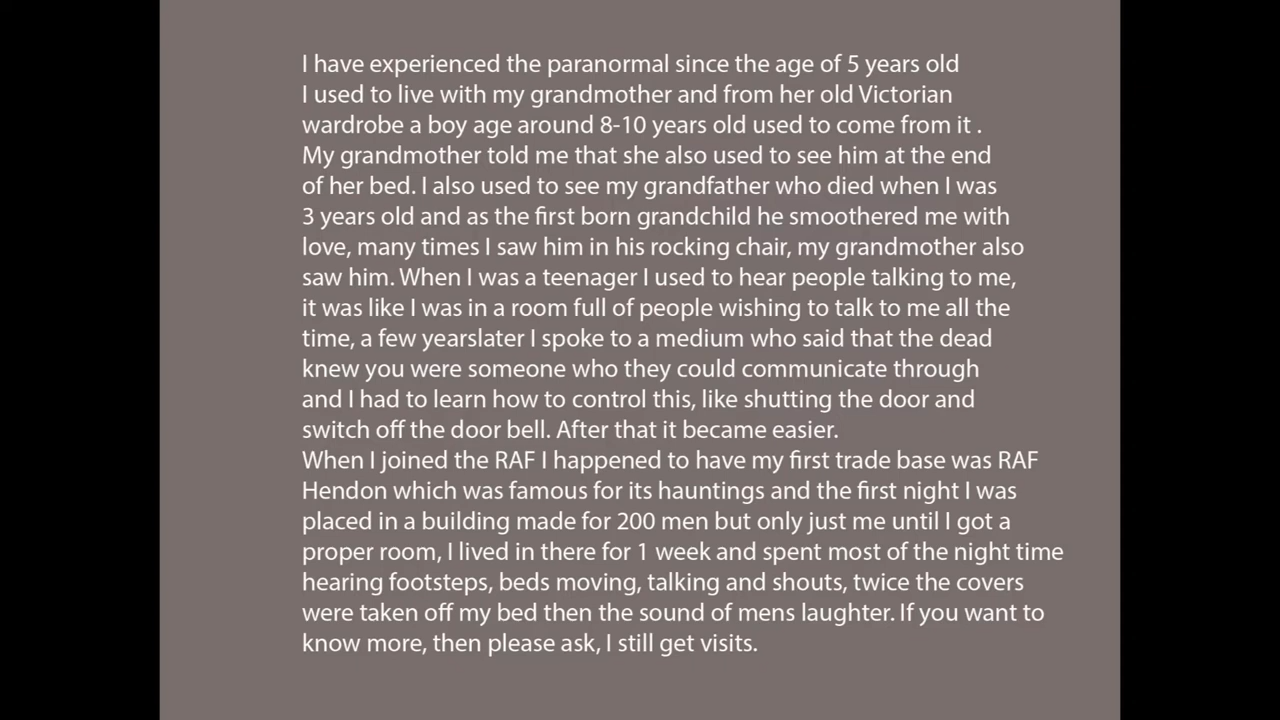 I have experienced the paranormal since the age of 5 years old
I used to live with my grandmother and from her old Victorian
wardrobe a boy age around 8-10 years old used to come from it .
My grandmother told me that she also used to see him at the end
of her bed. I also used to see my grandfather who died when I was
3 years old and as the first born grandchild he smoothered me with
love, many times I saw him in his rocking chair, my grandmother also
saw him. When I was a teenager I used to hear people talking to me,
it was like I was in a room full of people wishing to talk to me all the
time, a few yearslater I spoke to a medium who said that the dead
knew you were someone who they could communicate through
and I had to learn how to control this, like shutting the door and
switch off the door bell. After that it became easier.
When I joined the RAF I happened to have my first trade base was RAF
Hendon which was famous for its hauntings and the first night I was
placed in a building made for 200 men but only just me until I got a
proper room, I lived in there for 1 week and spent most of the night time
hearing footsteps, beds moving, talking and shouts, twice the covers
were taken off my bed then the sound of mens laughter. If you want to
know more, then please ask, I still get visits.